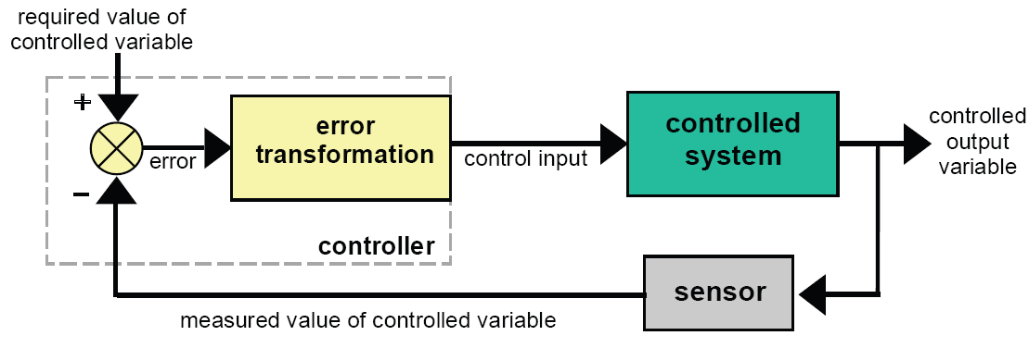 required value of
controlled variable
+
error
transformation
controlled
system
controlled
output
variable
error
control input
−
controller
sensor
measured value of controlled variable